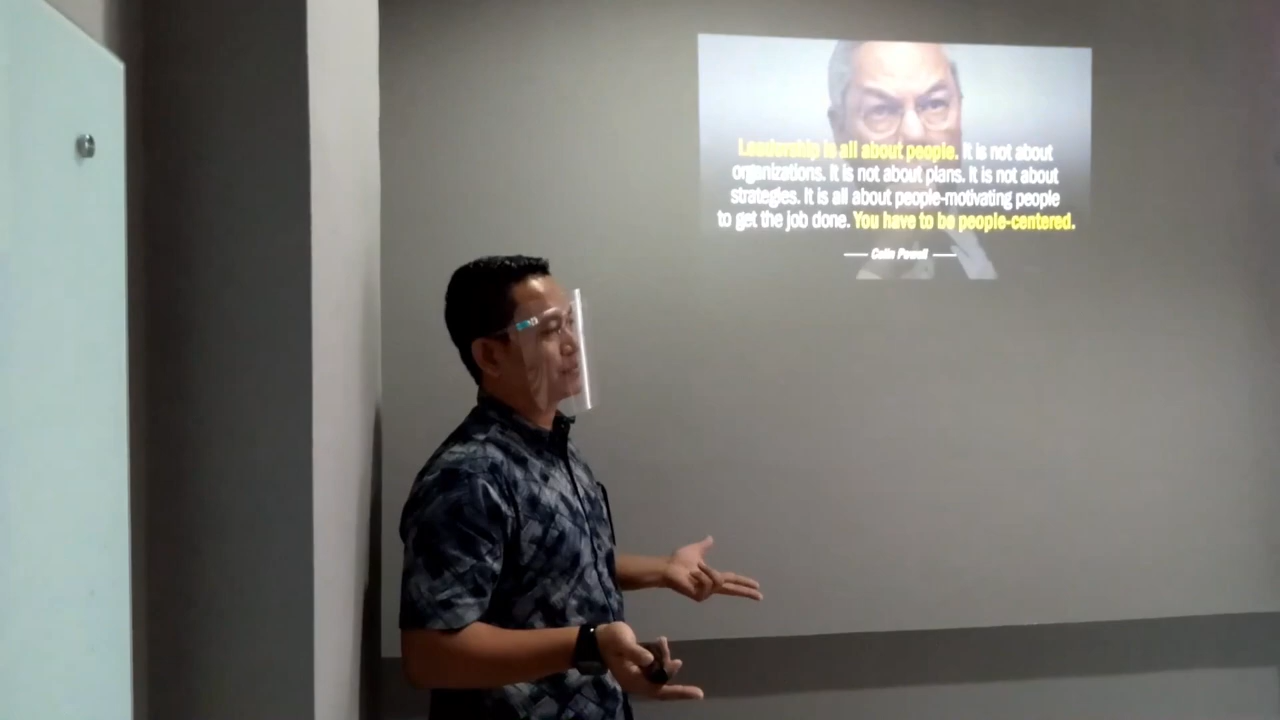 Leadership is all about people. It is not about
organizations. It is not about plans. It is not about
strategies. It is all about people-motivating people
to get the job done. You have to be people-centered.
Colin Powell